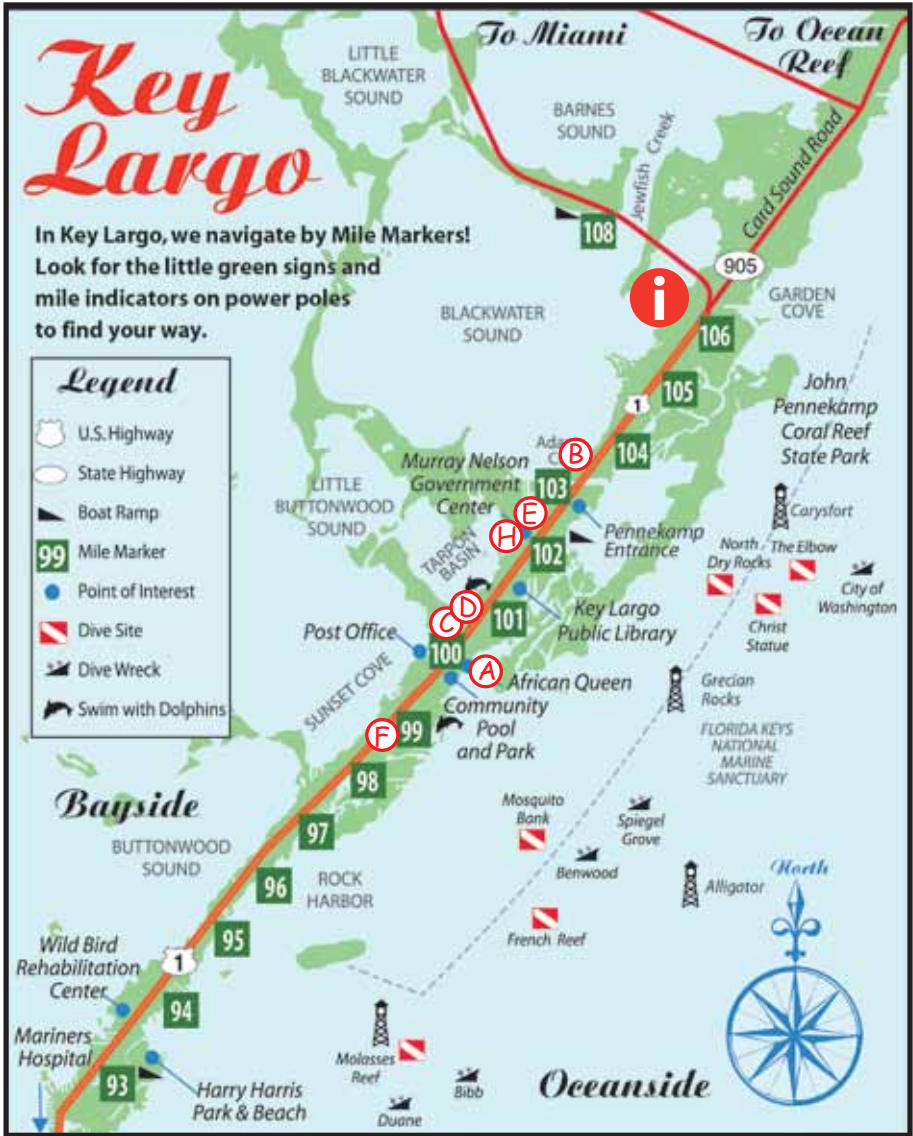 Key
Largo
In Key Largo, we navigate by Mile Markers!
Look for the little green signs and
mile indicators on power poles
to find your way.
Legend
U.S. Highway
State Highway
Boat Ramp
99 Mile Marker
Point of Interest
Dive Site
Dive Wreck
Swim with Dolphins
To Miami
To Ocean
Reef
LITTLE
BLACKWATER
SOUND
BARNES
SOUND
Jewfish Creek
Card Sound Road
108
905
i
GARDEN
COVE
BLACKWATER
SOUND
106
105
1
104
John
Pennekamp
Coral Reef
State Park
B
103
Murray Nelson
Government
Center
E
H
LITTLE
BUTTONWOOD
SOUND
TARPON
BASIN
102
Pennekamp
Entrance
Carysfort
North
Dry Rocks
The Elbow
City of
Washington
Christ
Statue
D
C
101
Key Largo
Public Library
Post Office
100
A
African Queen
Community
Pool
and Park
Grecian
Rocks
SUNSET COVE
F
99
FLORIDA KEYS
NATIONAL
MARINE
SANCTUARY
98
Bayside
97
BUTTONWOOD
SOUND
Mosquito
Bank
Spiegel
Grove
Benwood
96
ROCK
HARBOR
Alligator
North
French Reef
95
1
Wild Bird
Rehabilitation
Center
94
Mariners
Hospital
93
Harry Harris
Park & Beach
Molasses
Reef
Bibb
Duane
Oceanside